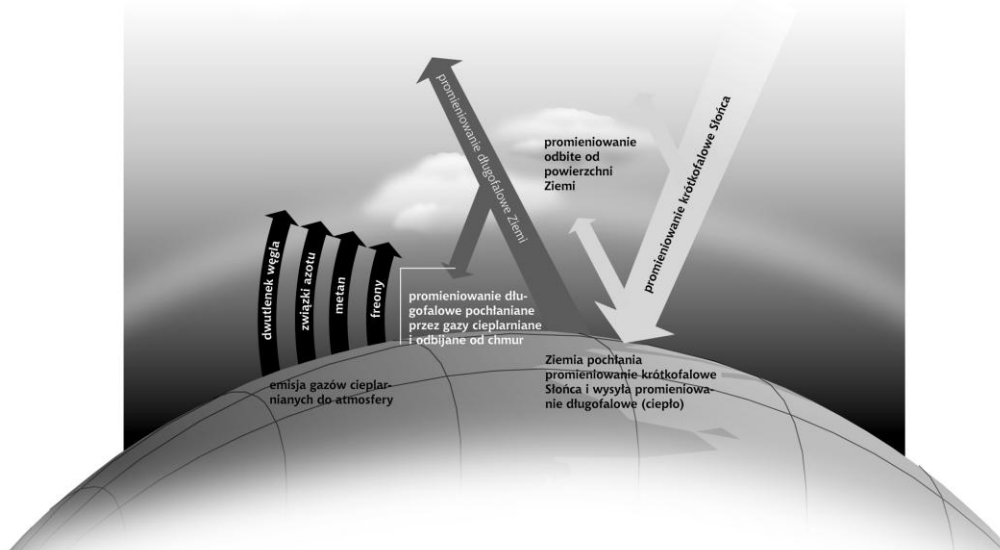 promieniowanie krótkofalowe Słońca
promieniowanie długofalowe Ziemi
promieniowanie
odbite od
powierzchni
Ziemi
dwutlenek węgla
związki azotu
metan
freony
promieniowanie dłu-
gofalowe pochłaniane
przez gazy cieplarniane
i odbijane od chmur
emisja gazów cieplar-
nianych do atmosfery
Ziemia pochłania
promieniowanie krótkofalowe
Słońca i wysyła promieniowa-
nie długofalowe (ciepło)